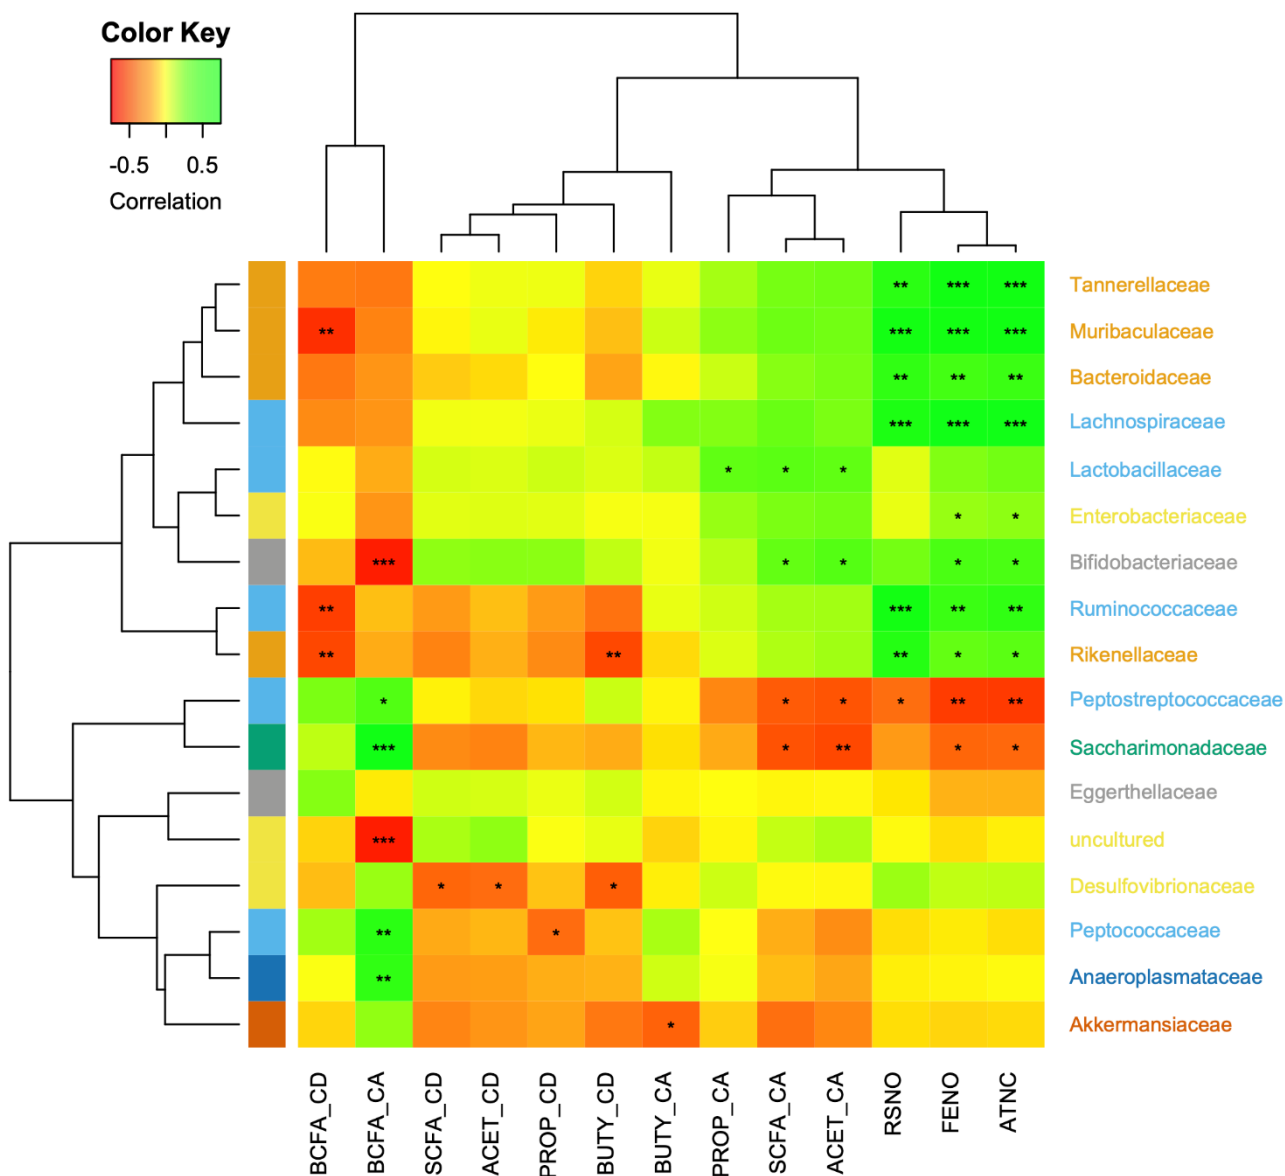 Color Key
-0.5 0.5
Correlation
** *** *** Tannerellaceae
** *** *** *** Muribaculaceae
** ** ** Bacteroidaceae
*** *** *** Lachnospiraceae
* * * Lactobacillaceae
* * Enterobacteriaceae
*** * * * * Bifidobacteriaceae
** *** ** ** Ruminococcaceae
** ** ** * * Rikenellaceae
* * * * ** ** Peptostreptococcaceae
*** * ** * * Saccharimonadaceae
Eggerthellaceae
*** uncultured
* * * Desulfovibrionaceae
** * Peptococcaceae
** Anaeroplasmataceae
* Akkermansiaceae
BCFA_CD BCFA_CA SCFA_CD ACET_CD PROP_CD BUTY_CD BUTY_CA PROP_CA SCFA_CA ACET_CA RSNO FENO ATNC